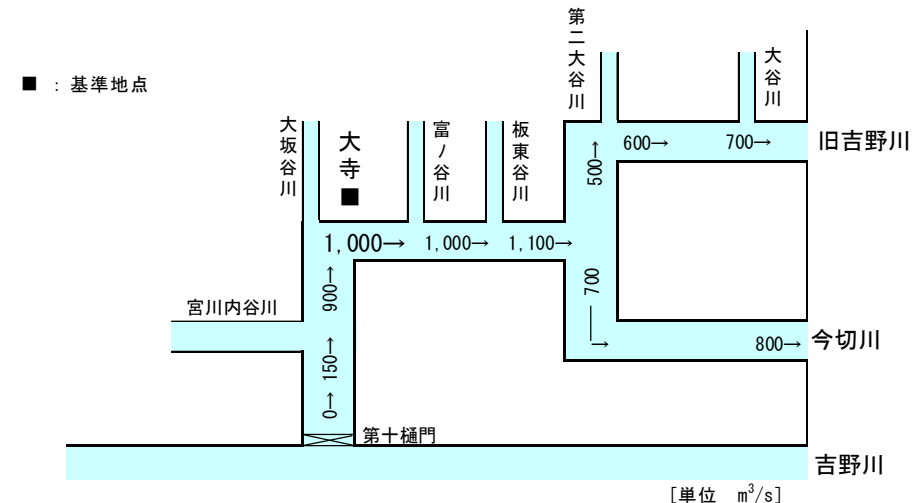 ■ : 基準地点
大坂谷川
大寺
■
富ノ谷川
板東谷川
第二大谷川
大谷川
600→
700→
旧吉野川
500→
1,000→
1,000→
1,100→
900→
700→
宮川内谷川
150→
0→
800→
今切川
第十樋門
吉野川
[単位 m³/s]